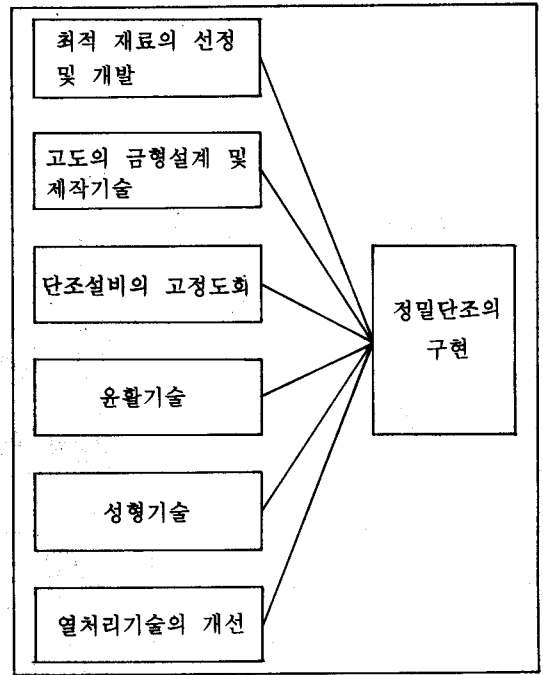 최적 재료의 선정
및 개발
고도의 금형설계 및
제작기술
단조설비의 고정도화
윤활기술
성형기술
열처리기술의 개선
정밀단조의
구현